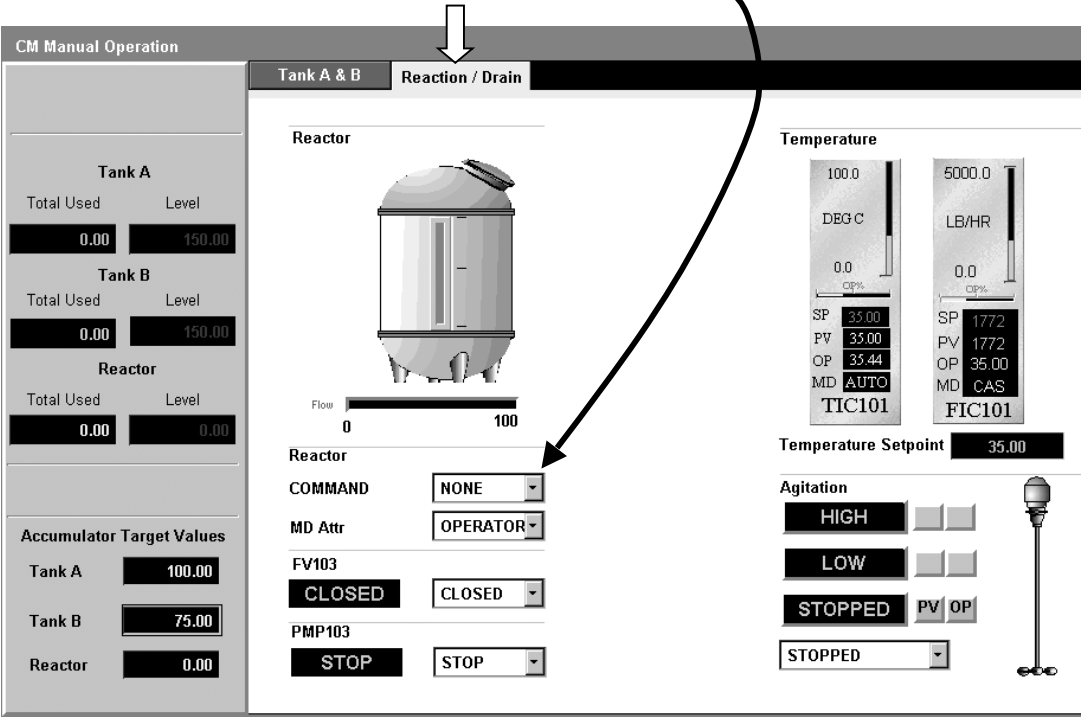 CM Manual Operation
Tank A & B
Reaction / Drain
Tank A
Total Used Level
0.00 150.00
Tank B
Total Used Level
0.00 150.00
Reactor
Total Used Level
0.00 0.00
Accumulator Target Values
Tank A 100.00
Tank B 75.00
Reactor 0.00
Reactor
Flow
0 100
Reactor
COMMAND NONE
MD Attr OPERATOR
FV103
CLOSED CLOSED
PMP103
STOP STOP
Temperature
100.0
DEG C
0.0
OP%
SP 35.00
PV 35.00
OP 35.44
MD AUTO
TIC101
5000.0
LB/HR
0.0
OP%
SP 1772
PV 1772
OP 35.00
MD CAS
FIC101
Temperature Setpoint 35.00
Agitation
HIGH
LOW
STOPPED PV OP
STOPPED